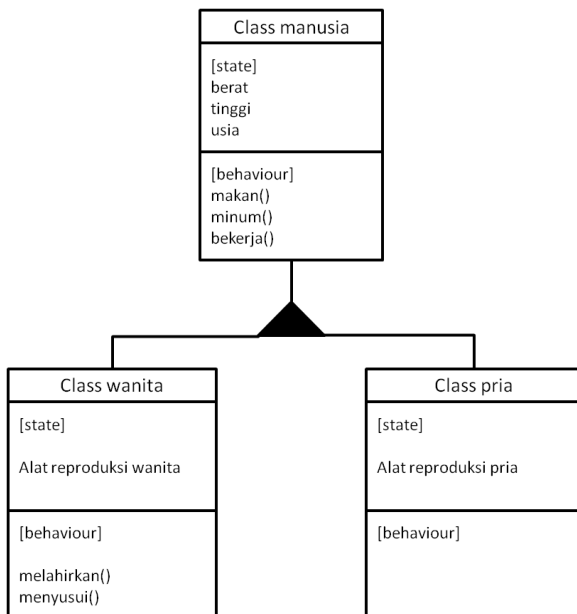 Class manusia
[state]
berat
tinggi
usia
[behaviour]
makan()
minum()
bekerja()
Class wanita
[state]
Alat reproduksi wanita
[behaviour]
melahirkan()
menyusui()
Class pria
[state]
Alat reproduksi pria
[behaviour]